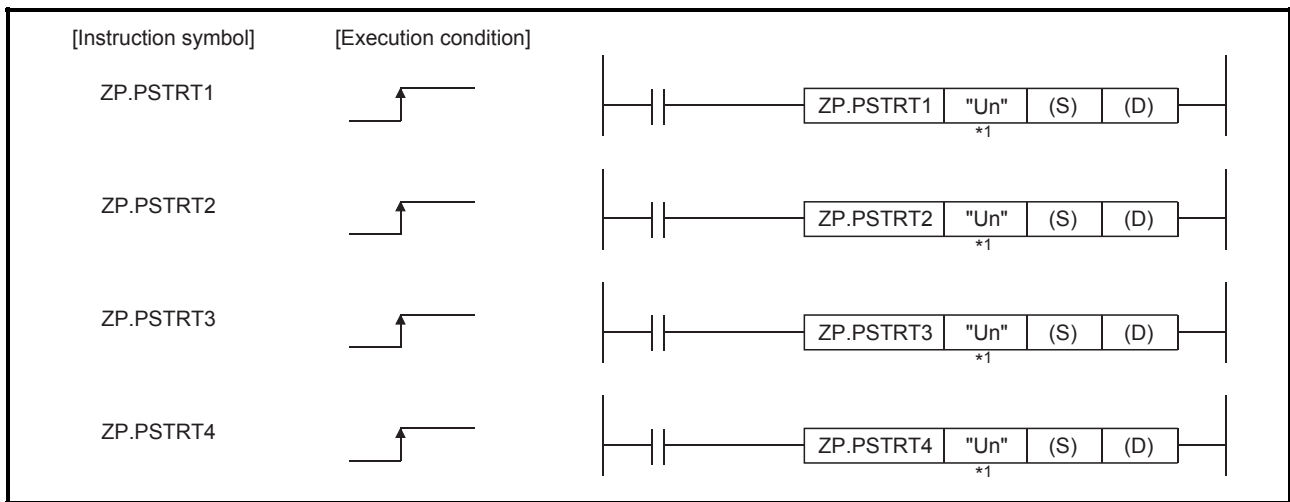 [Instruction symbol] [Execution condition]
ZP.PSTRT1 ZP.PSTRT1 "Un" (S) (D)
*1
ZP.PSTRT2 ZP.PSTRT2 "Un" (S) (D)
*1
ZP.PSTRT3 ZP.PSTRT3 "Un" (S) (D)
*1
ZP.PSTRT4 ZP.PSTRT4 "Un" (S) (D)
*1